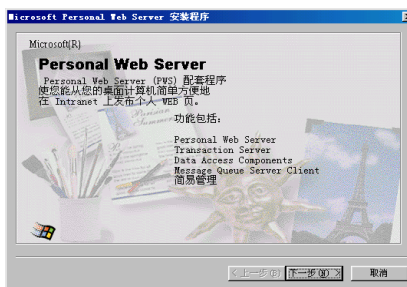 Microsoft Personal Web Server 安装程序
Microsoft(R)
Personal Web Server
Personal Web Server (PWS) 配套程序
使您能从您的桌面计算机简单方便地
在 Intranet 上发布个人 WEB 页。
功能包括:
Personal Web Server
Transaction Server
Data Access Components
Message Queue Server Client
简易管理
<上一步(B)
下一步(N) >
取消